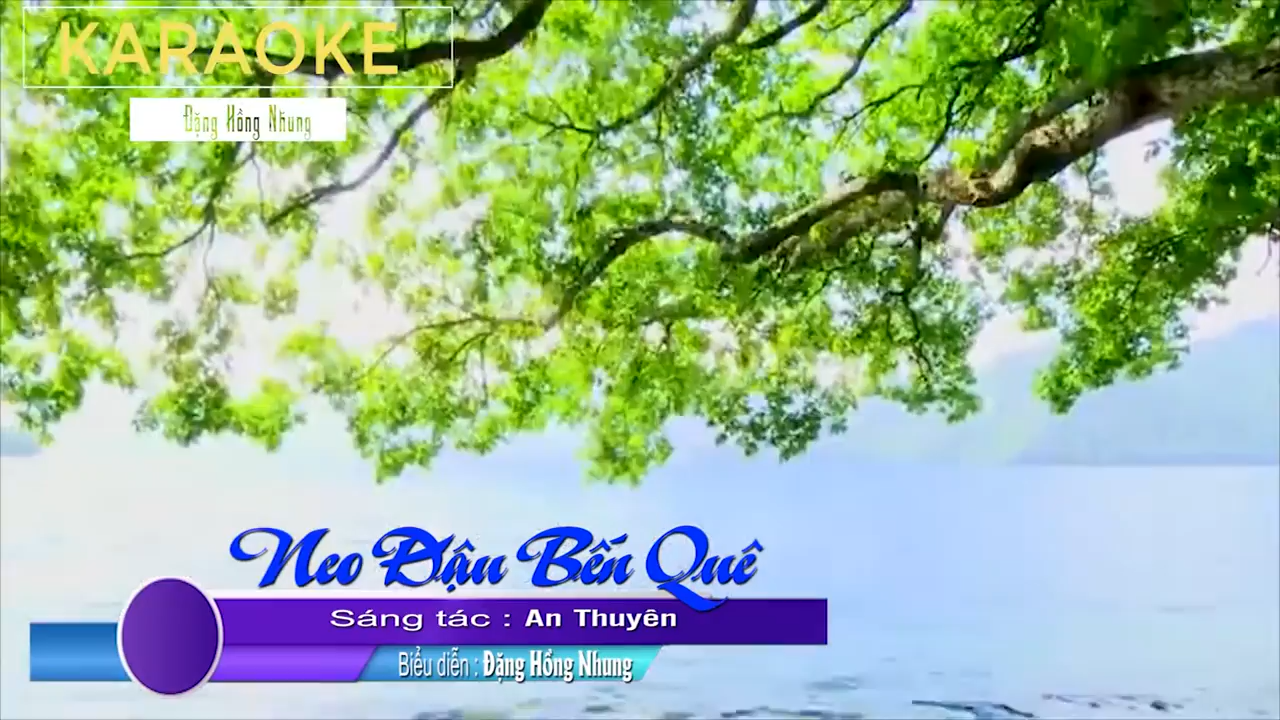 KARAOKE
Đặng Hồng Nhung
Neo Đậu Bến Quê
Sáng tác : An Thuyên
Biểu diễn : Đặng Hồng Nhung